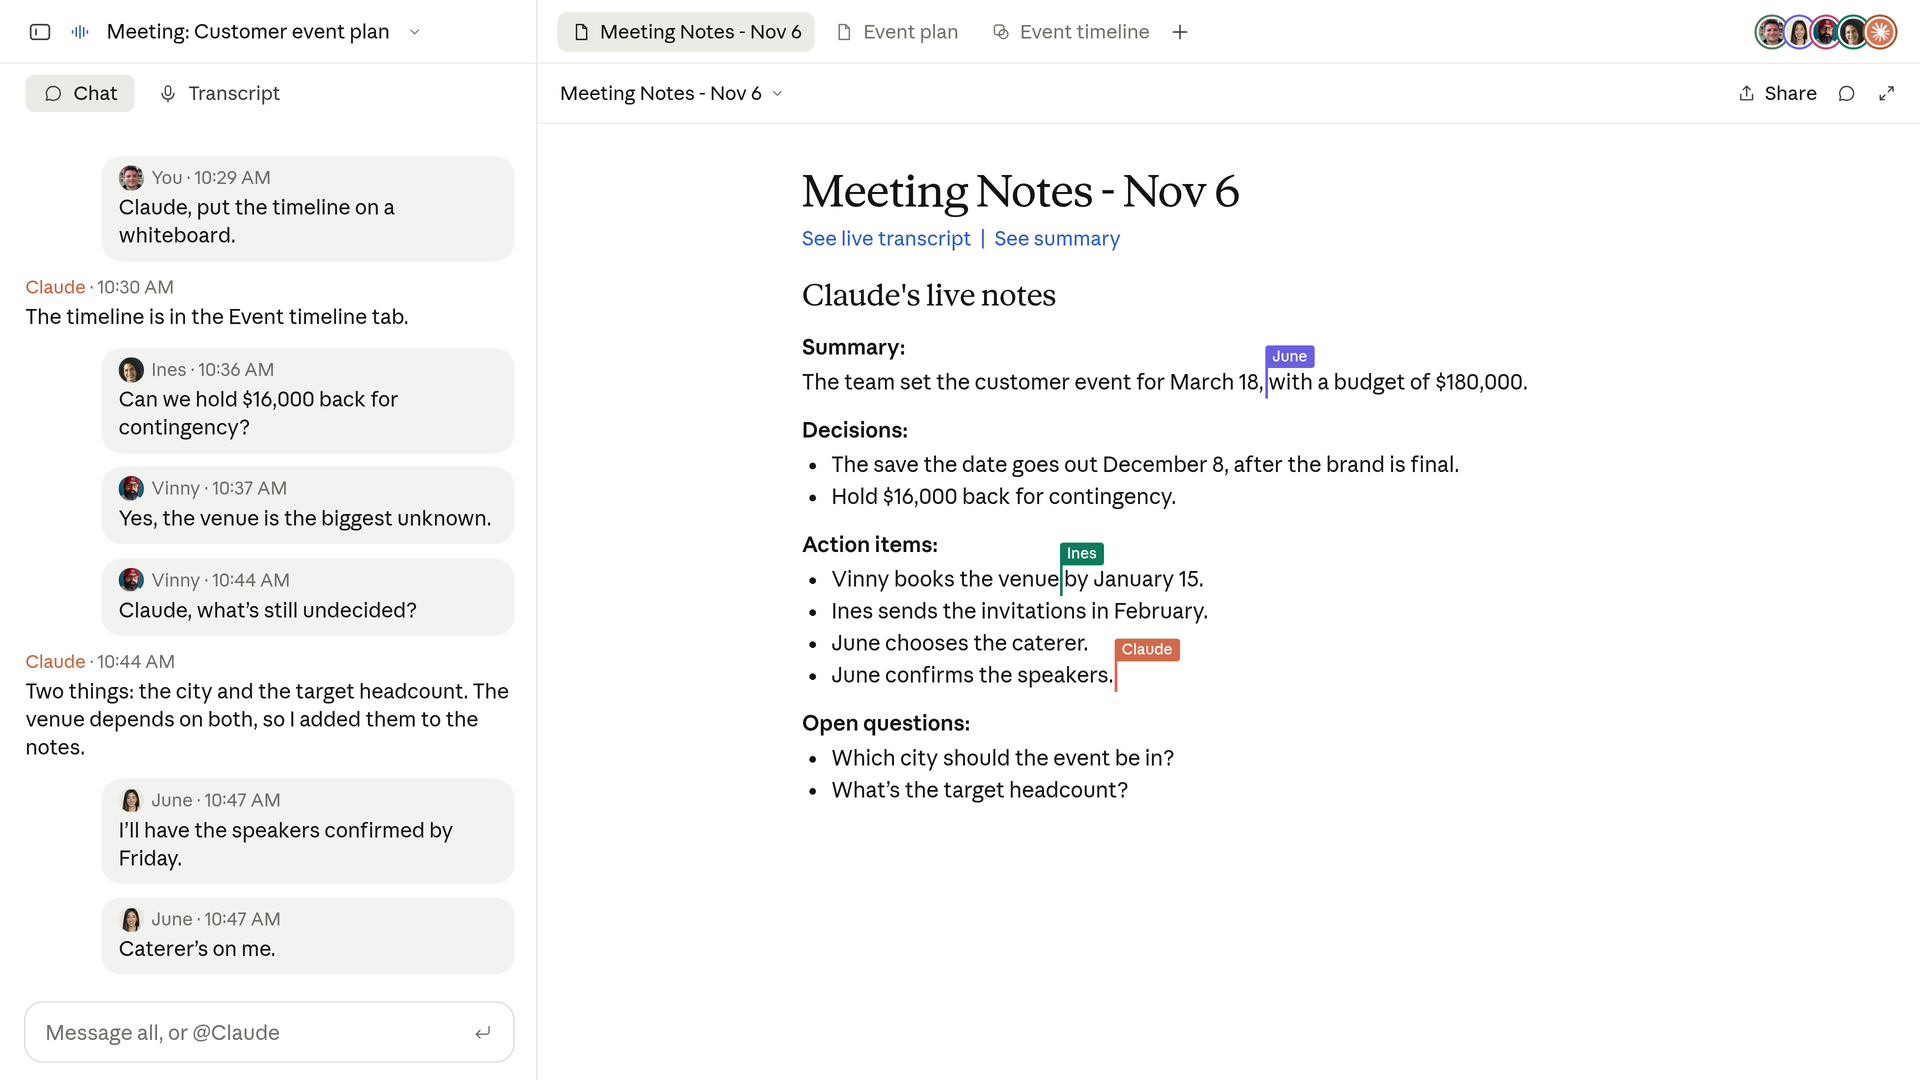 Meeting: Customer event plan
Chat
Transcript
You · 10:29 AM
Claude, put the timeline on a
whiteboard.
Claude · 10:30 AM
The timeline is in the Event timeline tab.
Ines · 10:36 AM
Can we hold $16,000 back for
contingency?
Vinny · 10:37 AM
Yes, the venue is the biggest unknown.
Vinny · 10:44 AM
Claude, what’s still undecided?
Claude · 10:44 AM
Two things: the city and the target headcount. The
venue depends on both, so I added them to the
notes.
June · 10:47 AM
I’ll have the speakers confirmed by
Friday.
June · 10:47 AM
Caterer’s on me.
Message all, or @Claude
Meeting Notes - Nov 6
Event plan
Event timeline
Meeting Notes - Nov 6
Share
Meeting Notes - Nov 6
See live transcript | See summary
Claude's live notes
Summary:
June
The team set the customer event for March 18, with a budget of $180,000.
Decisions:
• The save the date goes out December 8, after the brand is final.
• Hold $16,000 back for contingency.
Action items:
Ines
• Vinny books the venue by January 15.
• Ines sends the invitations in February.
• June chooses the caterer.
Claude
• June confirms the speakers.
Open questions:
• Which city should the event be in?
• What’s the target headcount?